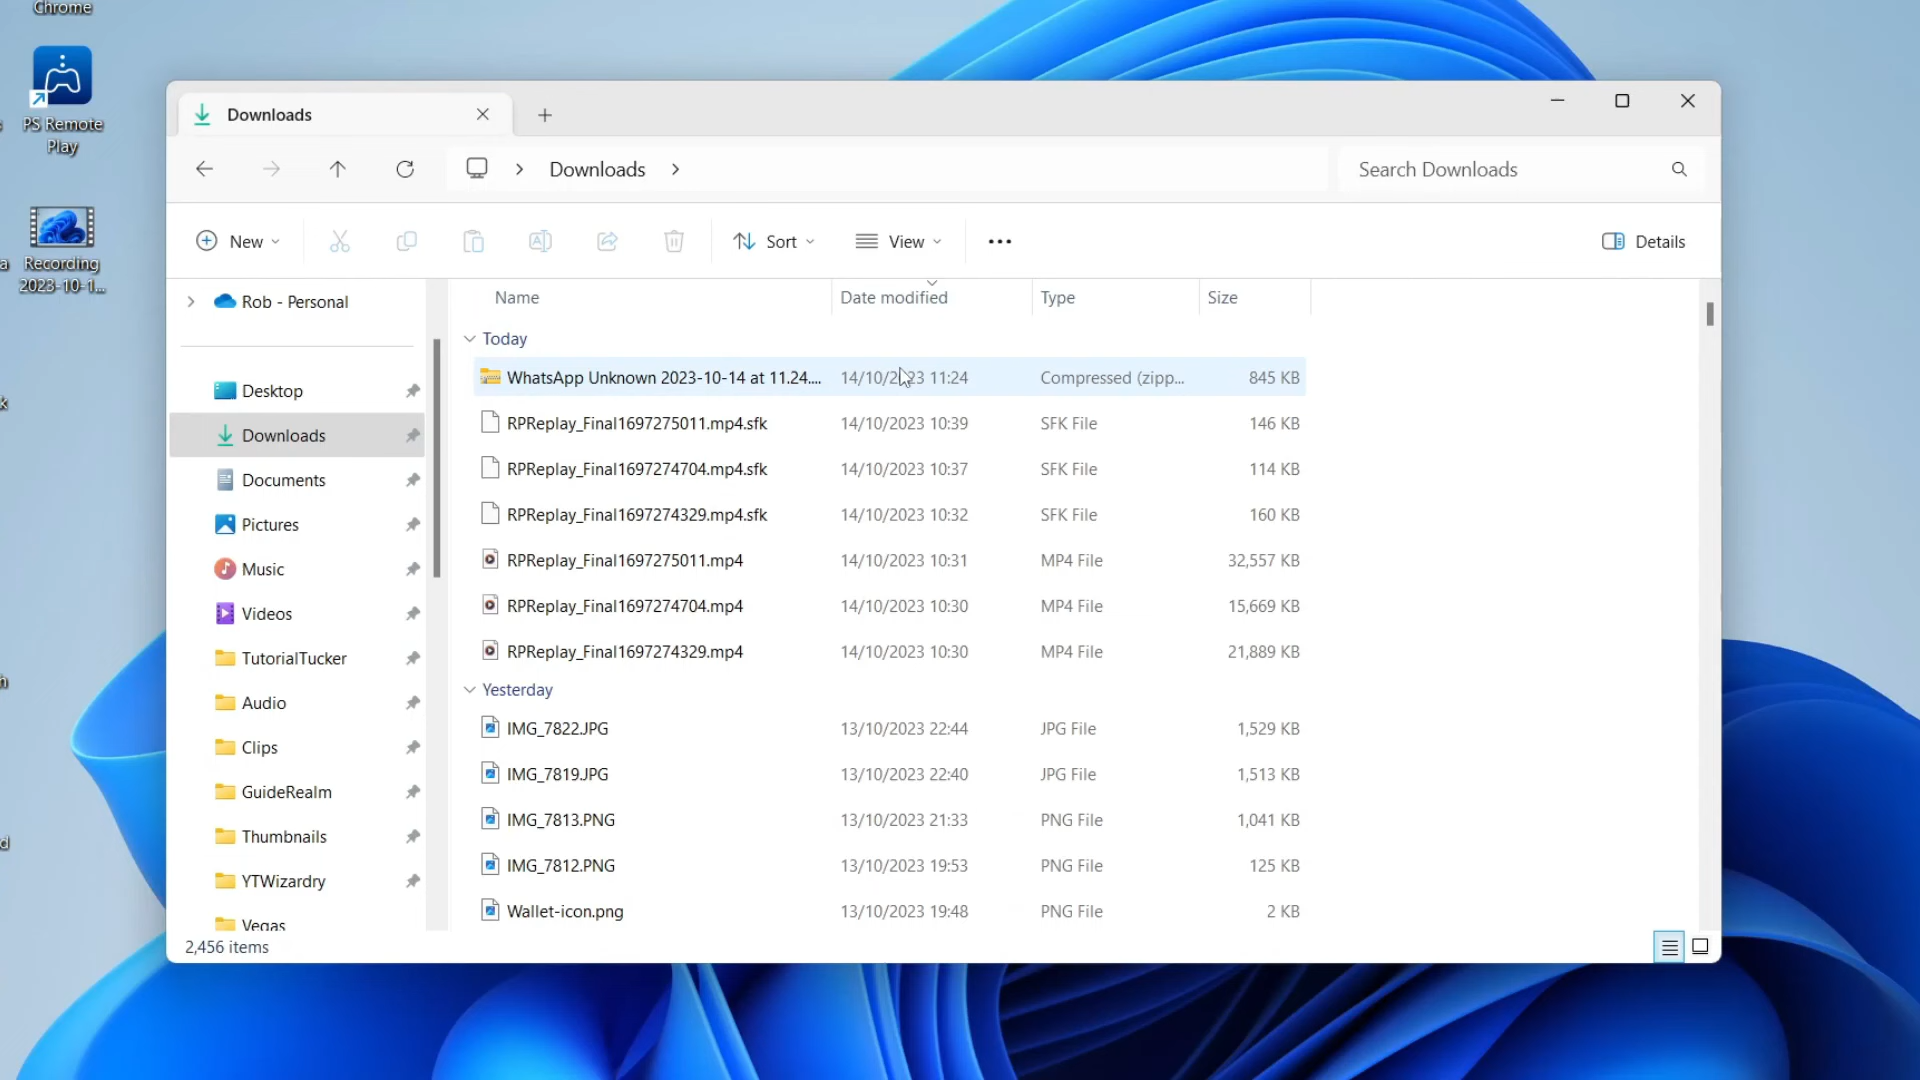 Chrome
PS Remote
Play
Recording
2023-10-1...
Downloads
Downloads
Search Downloads
New
Sort
View
Details
Rob - Personal
Desktop
Downloads
Documents
Pictures
Music
Videos
TutorialTucker
Audio
Clips
GuideRealm
Thumbnails
YTWizardry
Vegas
Name Date modified Type Size
Today
WhatsApp Unknown 2023-10-14 at 11.24.... 14/10/2023 11:24 Compressed (zipp... 845 KB
RPReplay_Final1697275011.mp4.sfk 14/10/2023 10:39 SFK File 146 KB
RPReplay_Final1697274704.mp4.sfk 14/10/2023 10:37 SFK File 114 KB
RPReplay_Final1697274329.mp4.sfk 14/10/2023 10:32 SFK File 160 KB
RPReplay_Final1697275011.mp4 14/10/2023 10:31 MP4 File 32,557 KB
RPReplay_Final1697274704.mp4 14/10/2023 10:30 MP4 File 15,669 KB
RPReplay_Final1697274329.mp4 14/10/2023 10:30 MP4 File 21,889 KB
Yesterday
IMG_7822.JPG 13/10/2023 22:44 JPG File 1,529 KB
IMG_7819.JPG 13/10/2023 22:40 JPG File 1,513 KB
IMG_7813.PNG 13/10/2023 21:33 PNG File 1,041 KB
IMG_7812.PNG 13/10/2023 19:53 PNG File 125 KB
Wallet-icon.png 13/10/2023 19:48 PNG File 2 KB
2,456 items